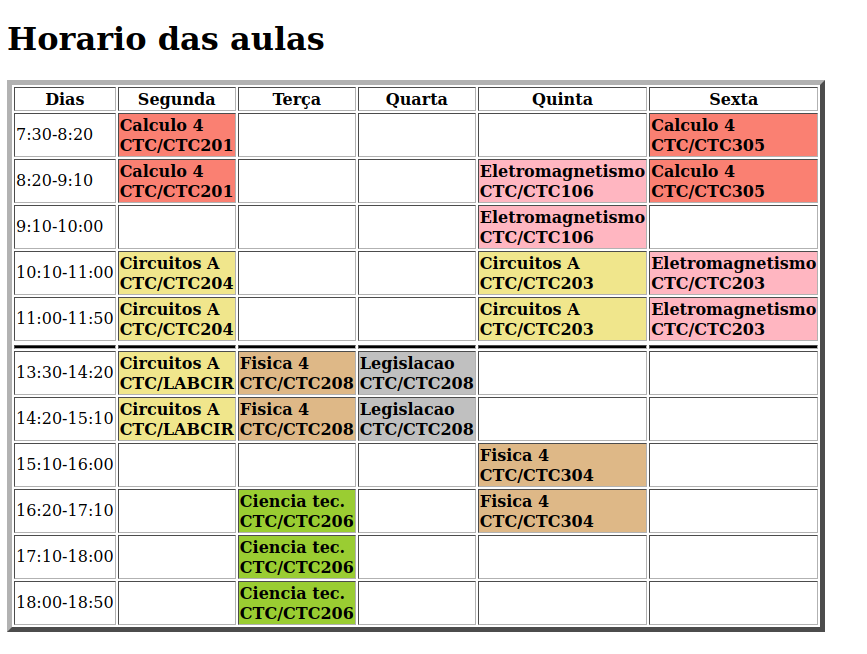 Horario das aulas
Dias Segunda Terça Quarta Quinta Sexta
7:30-8:20 Calculo 4 Calculo 4
CTC/CTC201 CTC/CTC305
8:20-9:10 Calculo 4 Eletromagnetismo Calculo 4
CTC/CTC201 CTC/CTC106 CTC/CTC305
9:10-10:00 Eletromagnetismo
CTC/CTC106
10:10-11:00 Circuitos A Circuitos A Eletromagnetismo
CTC/CTC204 CTC/CTC203 CTC/CTC203
11:00-11:50 Circuitos A Circuitos A Eletromagnetismo
CTC/CTC204 CTC/CTC203 CTC/CTC203
13:30-14:20 Circuitos A Fisica 4 Legislacao
CTC/LABCIR CTC/CTC208 CTC/CTC208
14:20-15:10 Circuitos A Fisica 4 Legislacao
CTC/LABCIR CTC/CTC208 CTC/CTC208
15:10-16:00 Fisica 4
CTC/CTC304
16:20-17:10 Ciencia tec. Fisica 4
CTC/CTC206 CTC/CTC304
17:10-18:00 Ciencia tec.
CTC/CTC206
18:00-18:50 Ciencia tec.
CTC/CTC206